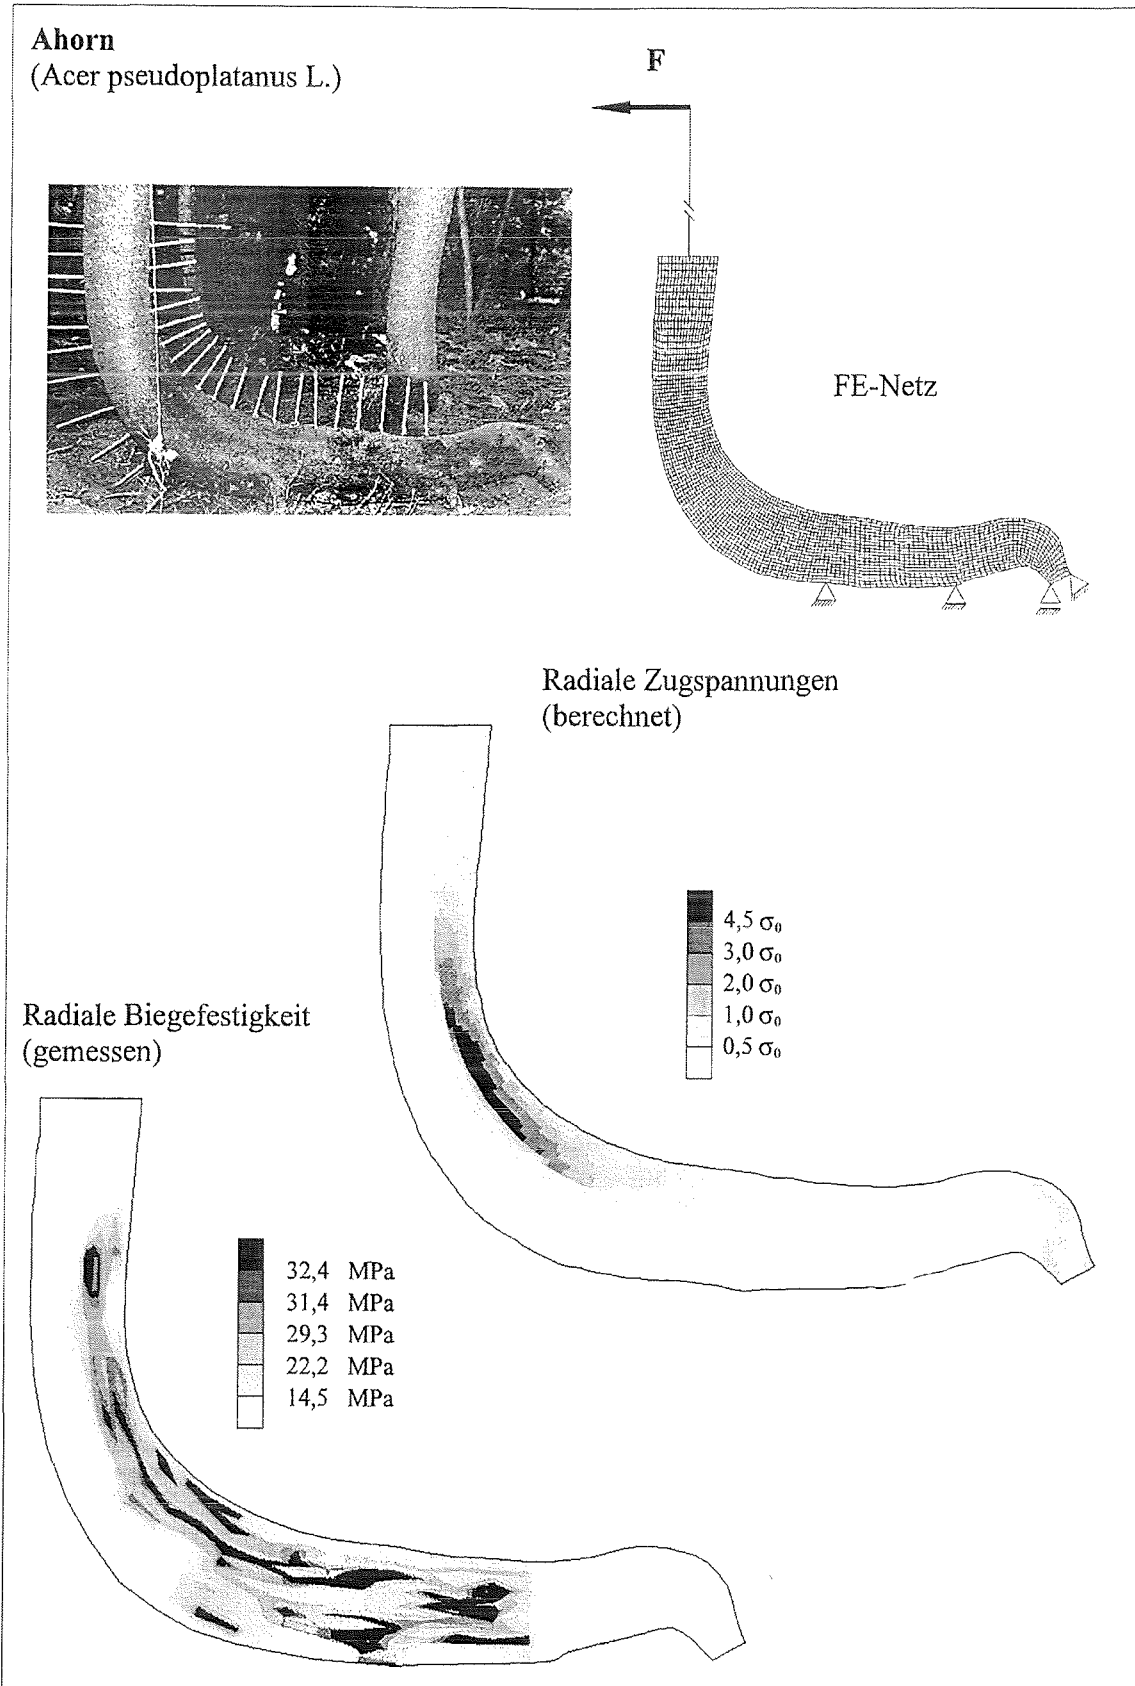 Ahorn
(Acer pseudoplatanus L.)
F
FE-Netz
Radiale Zugspannungen
(berechnet)
4,5 σ₀
3,0 σ₀
2,0 σ₀
1,0 σ₀
0,5 σ₀
Radiale Biegefestigkeit
(gemessen)
32,4 MPa
31,4 MPa
29,3 MPa
22,2 MPa
14,5 MPa